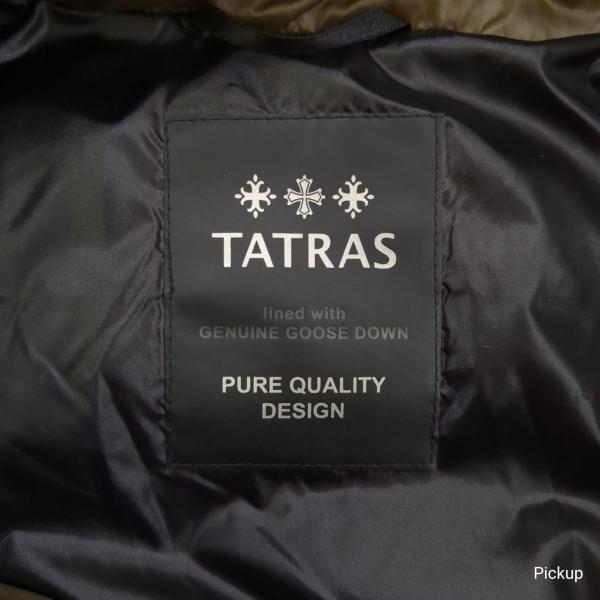 TATRAS
lined with
GENUINE GOOSE DOWN
PURE QUALITY
DESIGN
Pickup